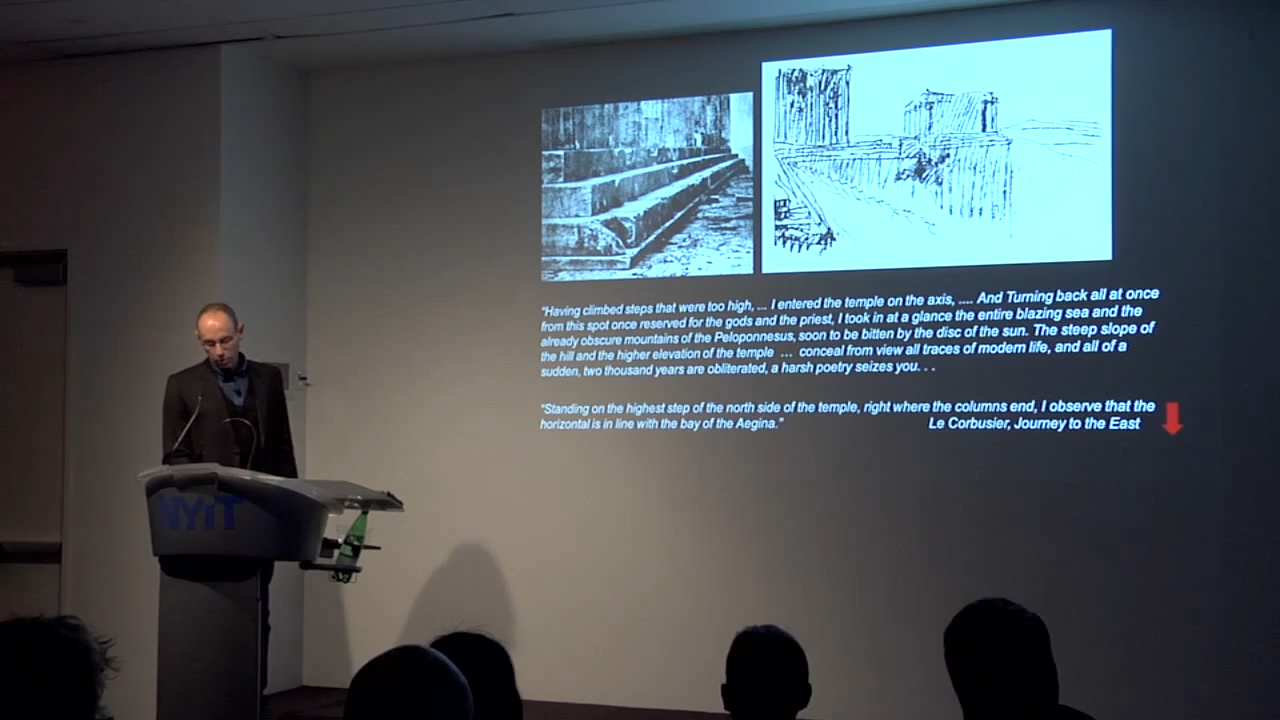 "Having climbed steps that were too high, ... I entered the temple on the axis, .... And Turning back all at once
from this spot once reserved for the gods and the priest, I took in at a glance the entire blazing sea and the
already obscure mountains of the Peloponnesus, soon to be bitten by the disc of the sun. The steep slope of
the hill and the higher elevation of the temple ... conceal from view all traces of modern life, and all of a
sudden, two thousand years are obliterated, a harsh poetry seizes you. . .
"Standing on the highest step of the north side of the temple, right where the columns end, I observe that the
horizontal is in line with the bay of the Aegina."
Le Corbusier, Journey to the East
NYiT